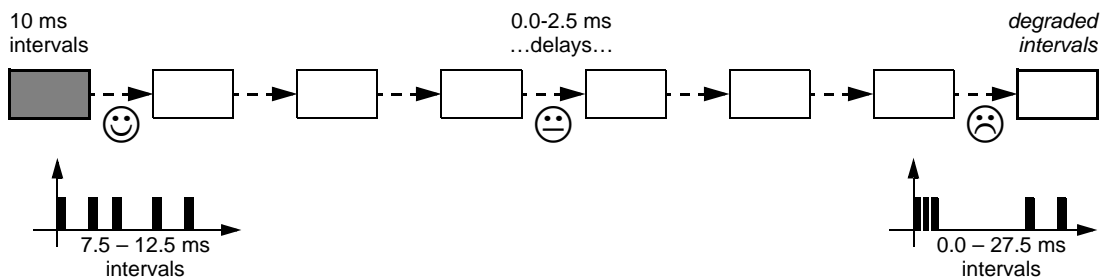 10 ms
intervals
0.0-2.5 ms
…delays…
degraded
intervals
7.5 – 12.5 ms
intervals
0.0 – 27.5 ms
intervals